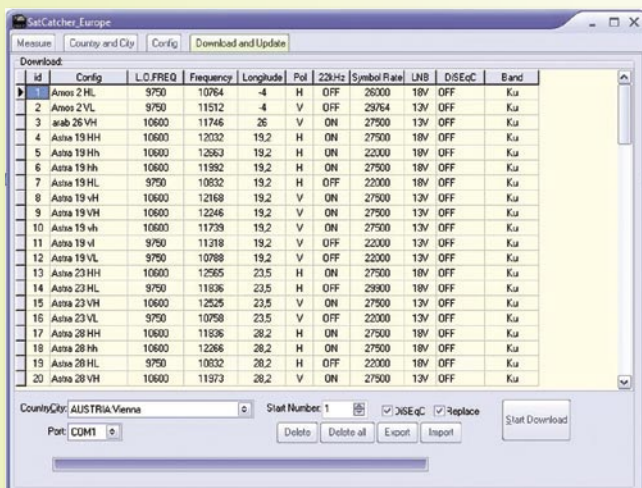 SatCatcher_Europe
Measure Country and City Config Download and Update
Download:
id Config L.O.FREQ Frequency Longitude Pol 22kHz Symbol Rate LNB DiSEqC Band
1 Amos 2 HL 9750 10764 -4 H OFF 26000 18V OFF Ku
2 Amos 2 VL 9750 11512 -4 V OFF 29764 13V OFF Ku
3 arab 26 VH 10600 11746 26 V ON 27500 13V OFF Ku
4 Astra 19 HH 10600 12032 19,2 H ON 27500 18V OFF Ku
5 Astra 19 Hh 10600 12663 19,2 H ON 22000 18V OFF Ku
6 Astra 19 hh 10600 11992 19,2 H ON 27500 18V OFF Ku
7 Astra 19 HL 9750 10832 19,2 H OFF 22000 18V OFF Ku
8 Astra 19 vH 10600 12168 19,2 V ON 27500 13V OFF Ku
9 Astra 19 VH 10600 12246 19,2 V ON 27500 13V OFF Ku
10 Astra 19 vh 10600 11739 19,2 V ON 27500 13V OFF Ku
11 Astra 19 vl 9750 11318 19,2 V OFF 22000 13V OFF Ku
12 Astra 19 VL 9750 10788 19,2 V OFF 22000 13V OFF Ku
13 Astra 23 HH 10600 12565 23,5 H ON 27500 18V OFF Ku
14 Astra 23 HL 9750 11836 23,5 H OFF 29900 18V OFF Ku
15 Astra 23 VH 10600 12525 23,5 V ON 27500 13V OFF Ku
16 Astra 23 VL 9750 10758 23,5 V OFF 22000 13V OFF Ku
17 Astra 28 HH 10600 11836 28,2 H ON 27500 18V OFF Ku
18 Astra 28 hh 10600 12266 28,2 H ON 27500 18V OFF Ku
19 Astra 28 HL 9750 10832 28,2 H OFF 22000 18V OFF Ku
20 Astra 28 VH 10600 11973 28,2 V ON 27500 13V OFF Ku
CountryCity: AUSTRIA:Vienna Start Number: 1 DiSEqC Replace
Start Download
Port: COM1 Delete Delete all Export Import